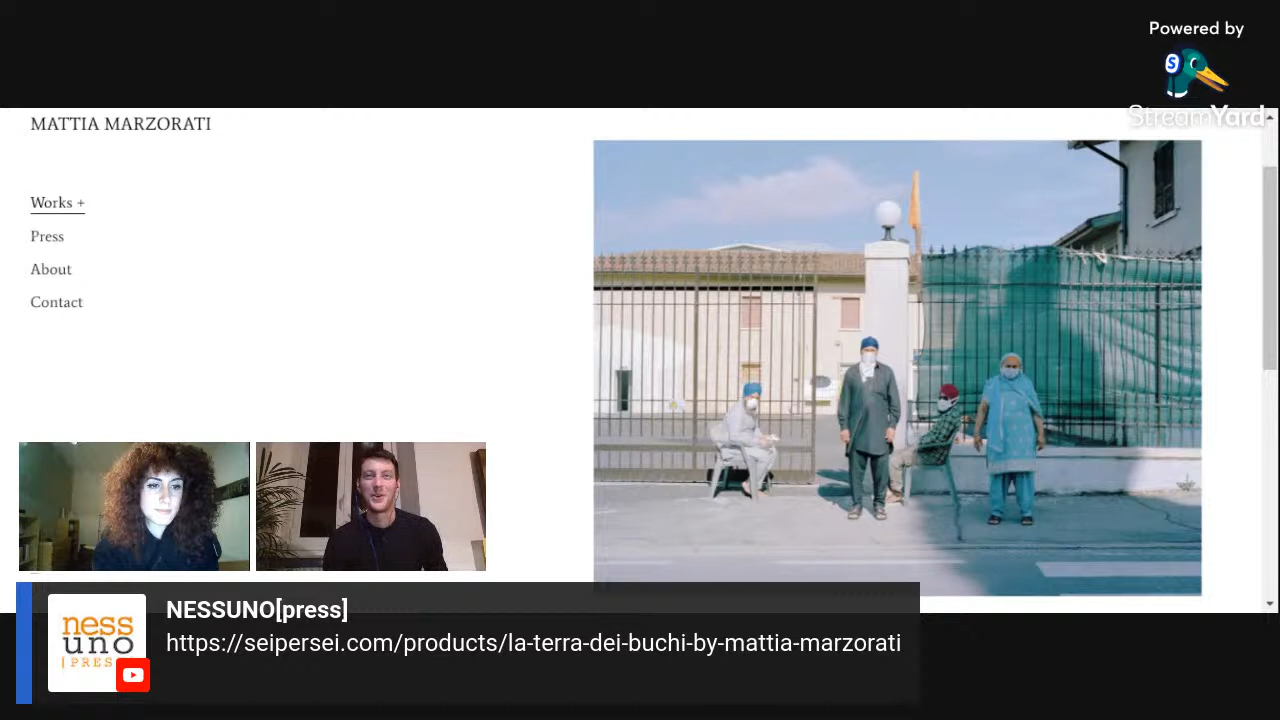 Powered by
S
StreamYard
MATTIA MARZORATI
Works +
Press
About
Contact
ness
uno
[PRESS
NESSUNO[press]
https://seipersei.com/products/la-terra-dei-buchi-by-mattia-marzorati